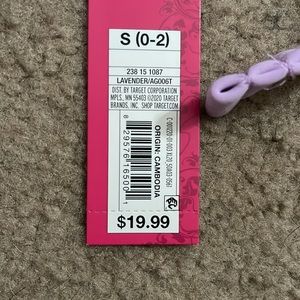 S (0-2)
238 15 1087
LAVENDER/AG006T
DIST. BY TARGET CORPORATION
MPLS, MN 55403 ©2020 TARGET
BRANDS, INC. SHOP TARGET.COM
ORIGIN: CAMBODIA
$19.99